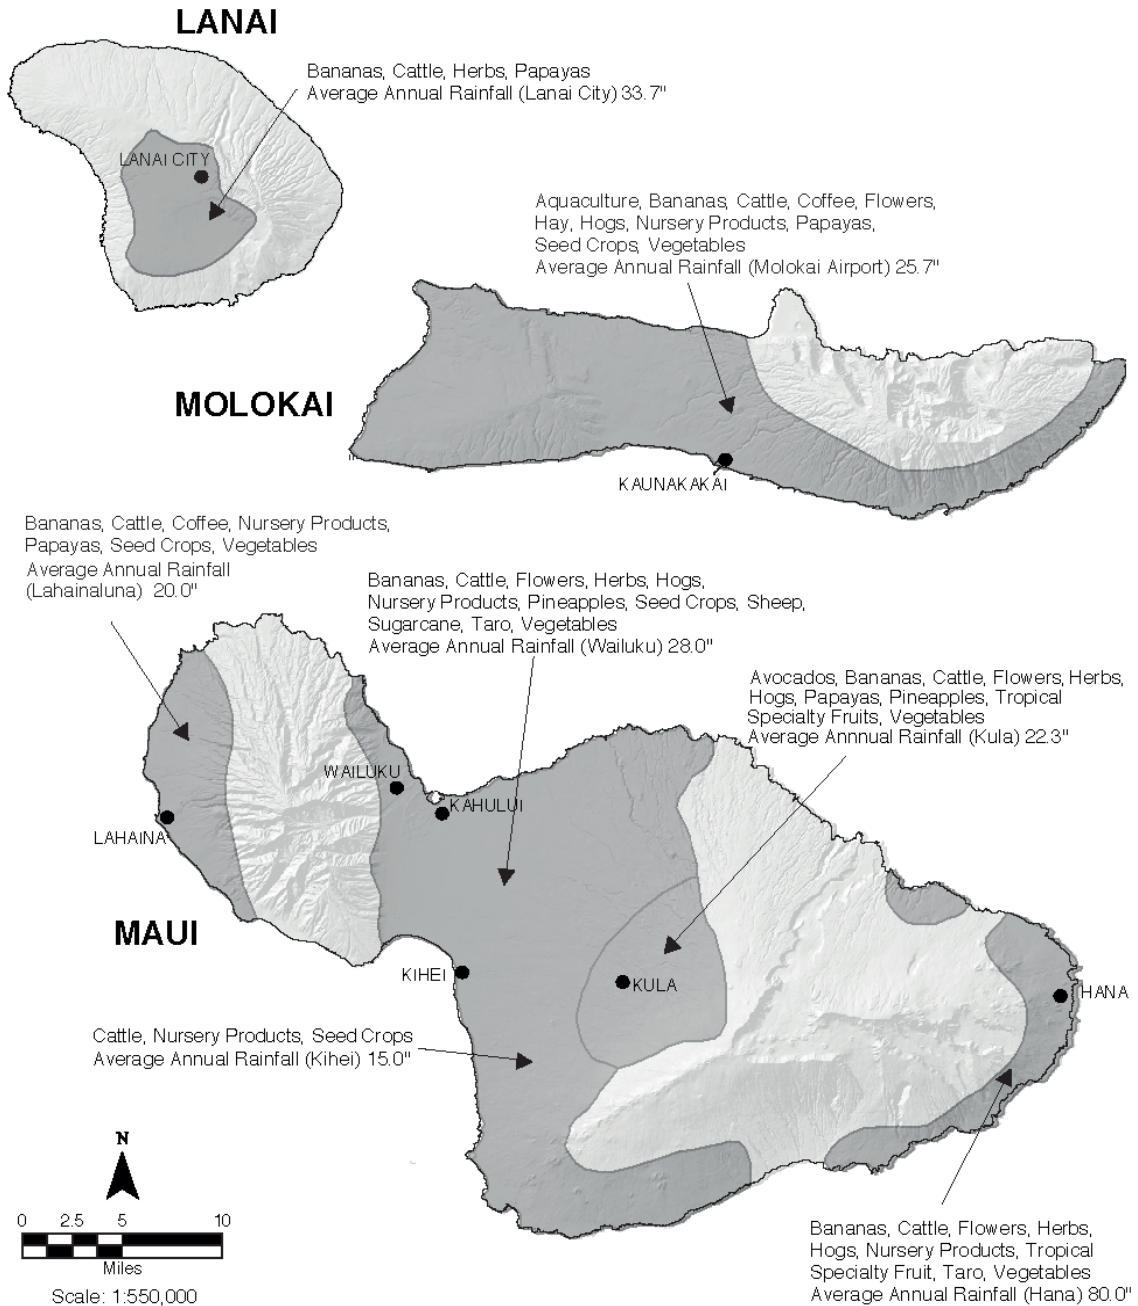 LANAI
Bananas, Cattle, Herbs, Papayas
Average Annual Rainfall (Lanai City) 33.7"
LANAI CITY
Aquaculture, Bananas, Cattle, Coffee, Flowers,
Hay, Hogs, Nursery Products, Papayas,
Seed Crops, Vegetables
Average Annual Rainfall (Molokai Airport) 25.7"
MOLOKAI
KAUNAKAKAI
Bananas, Cattle, Coffee, Nursery Products,
Papayas, Seed Crops, Vegetables
Average Annual Rainfall
(Lahainaluna) 20.0"
Bananas, Cattle, Flowers, Herbs, Hogs,
Nursery Products, Pineapples, Seed Crops, Sheep,
Sugarcane, Taro, Vegetables
Average Annual Rainfall (Wailuku) 28.0"
Avocados, Bananas, Cattle, Flowers, Herbs,
Hogs, Papayas, Pineapples, Tropical
Specialty Fruits, Vegetables
Average Annnual Rainfall (Kula) 22.3"
WAILUKU
KAHULUI
LAHAINA
MAUI
KIHEI
KULA
HANA
Cattle, Nursery Products, Seed Crops
Average Annual Rainfall (Kihei) 15.0"
N
0 2.5 5 10
Miles
Scale: 1:550,000
Bananas, Cattle, Flowers, Herbs,
Hogs, Nursery Products, Tropical
Specialty Fruit, Taro, Vegetables
Average Annual Rainfall (Hana) 80.0"